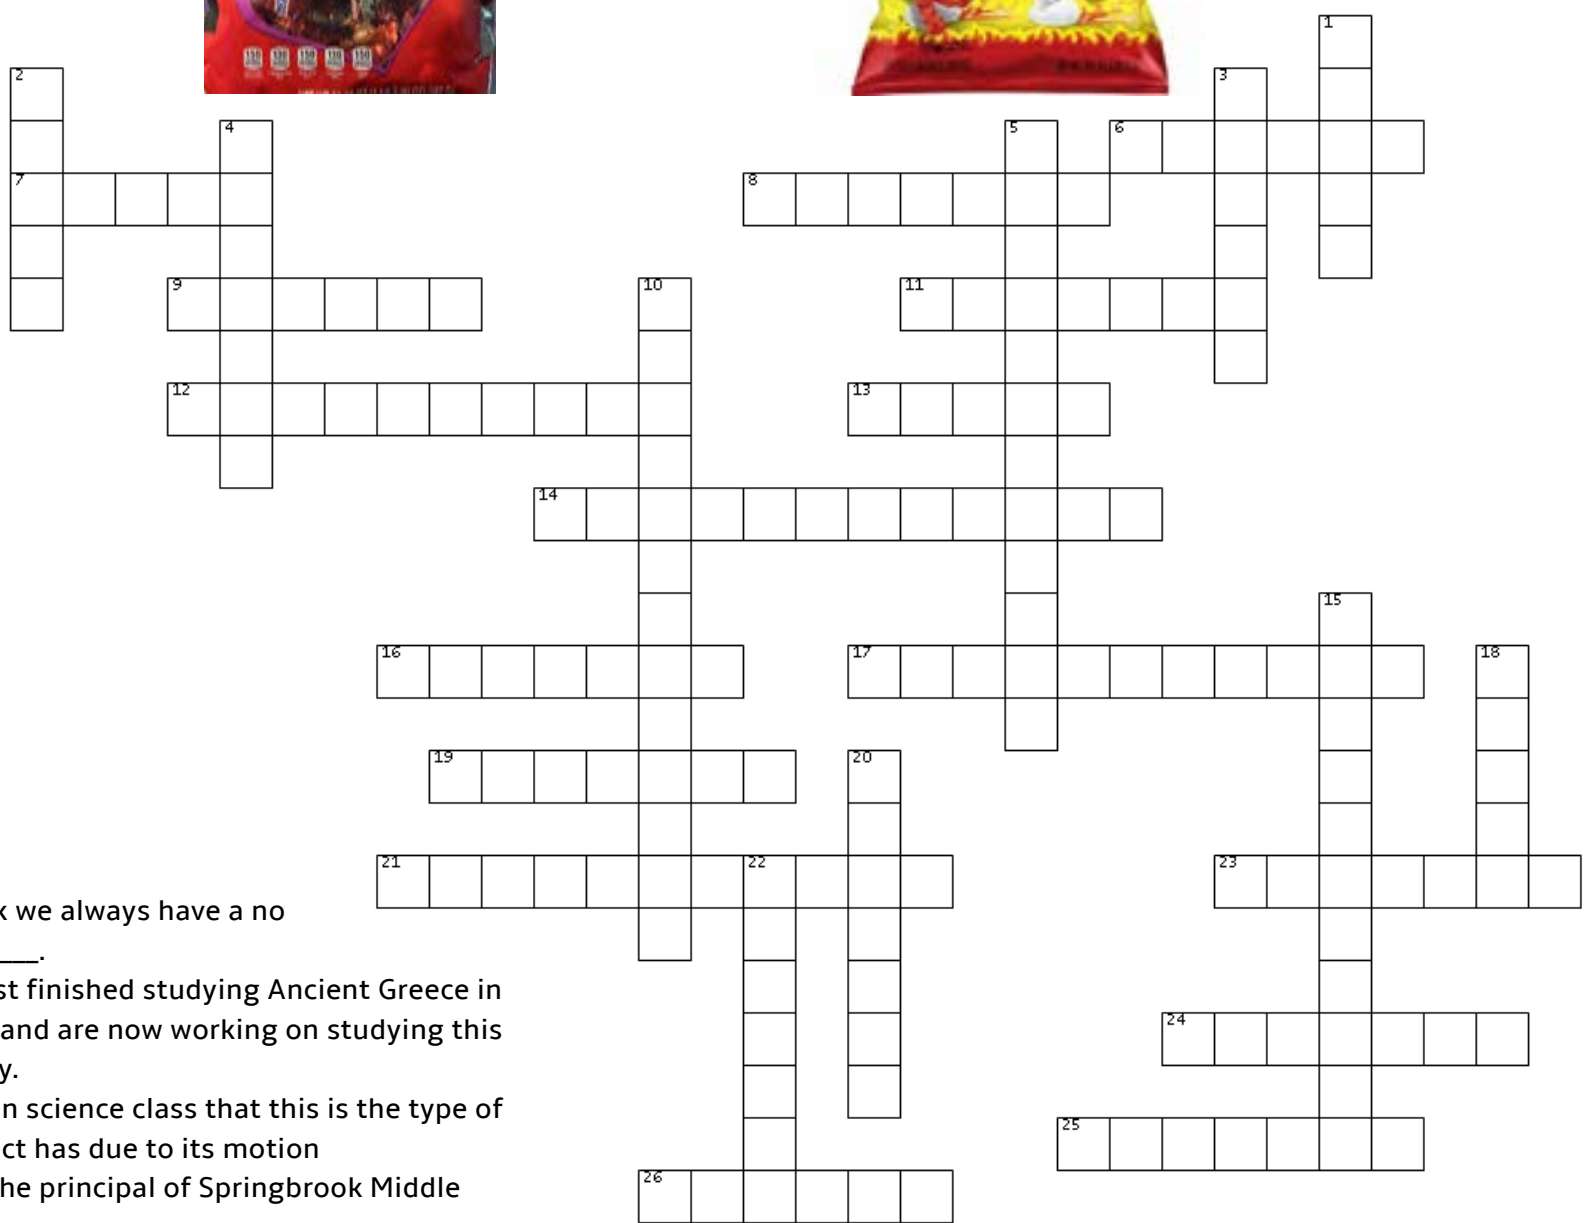 1
2 3
4 5 6
7 8
9 10 11
12 13
14
15
16 17 18
19 20
21 22 23
we always have a no
___.
st finished studying Ancient Greece in
and are now working on studying this
24
y.
n science class that this is the type of
25
ct has due to its motion
26
he principal of Springbrook Middle